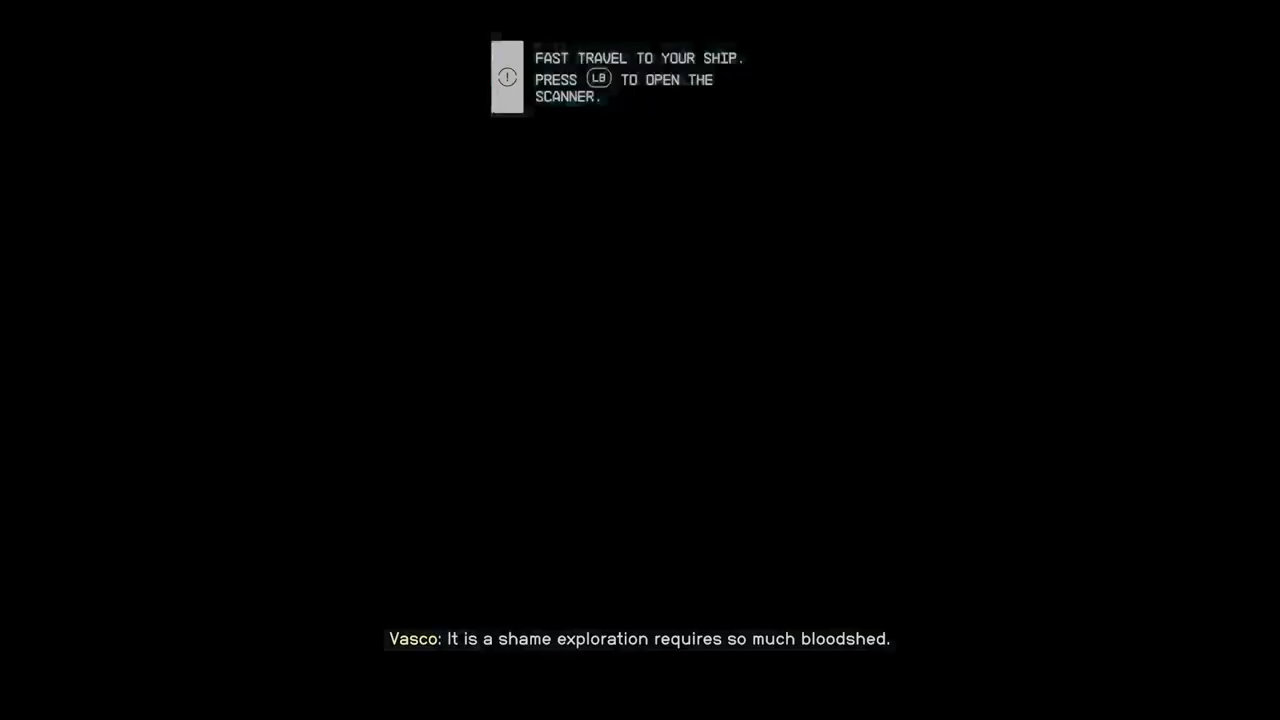 FAST TRAVEL TO YOUR SHIP.
PRESS LB TO OPEN THE
SCANNER.
Vasco: It is a shame exploration requires so much bloodshed.